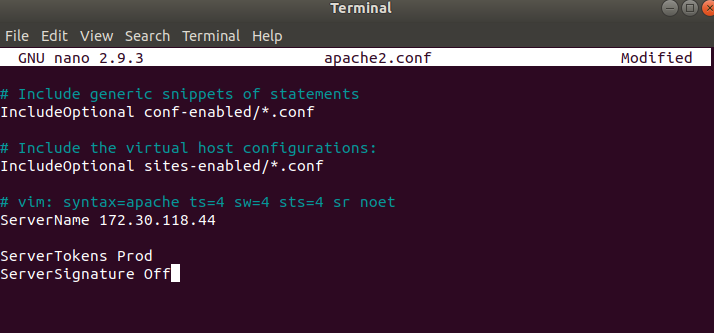 Terminal
File Edit View Search Terminal Help
GNU nano 2.9.3 apache2.conf Modified
# Include generic snippets of statements
IncludeOptional conf-enabled/*.conf
# Include the virtual host configurations:
IncludeOptional sites-enabled/*.conf
# vim: syntax=apache ts=4 sw=4 sts=4 sr noet
ServerName 172.30.118.44
ServerTokens Prod
ServerSignature Off